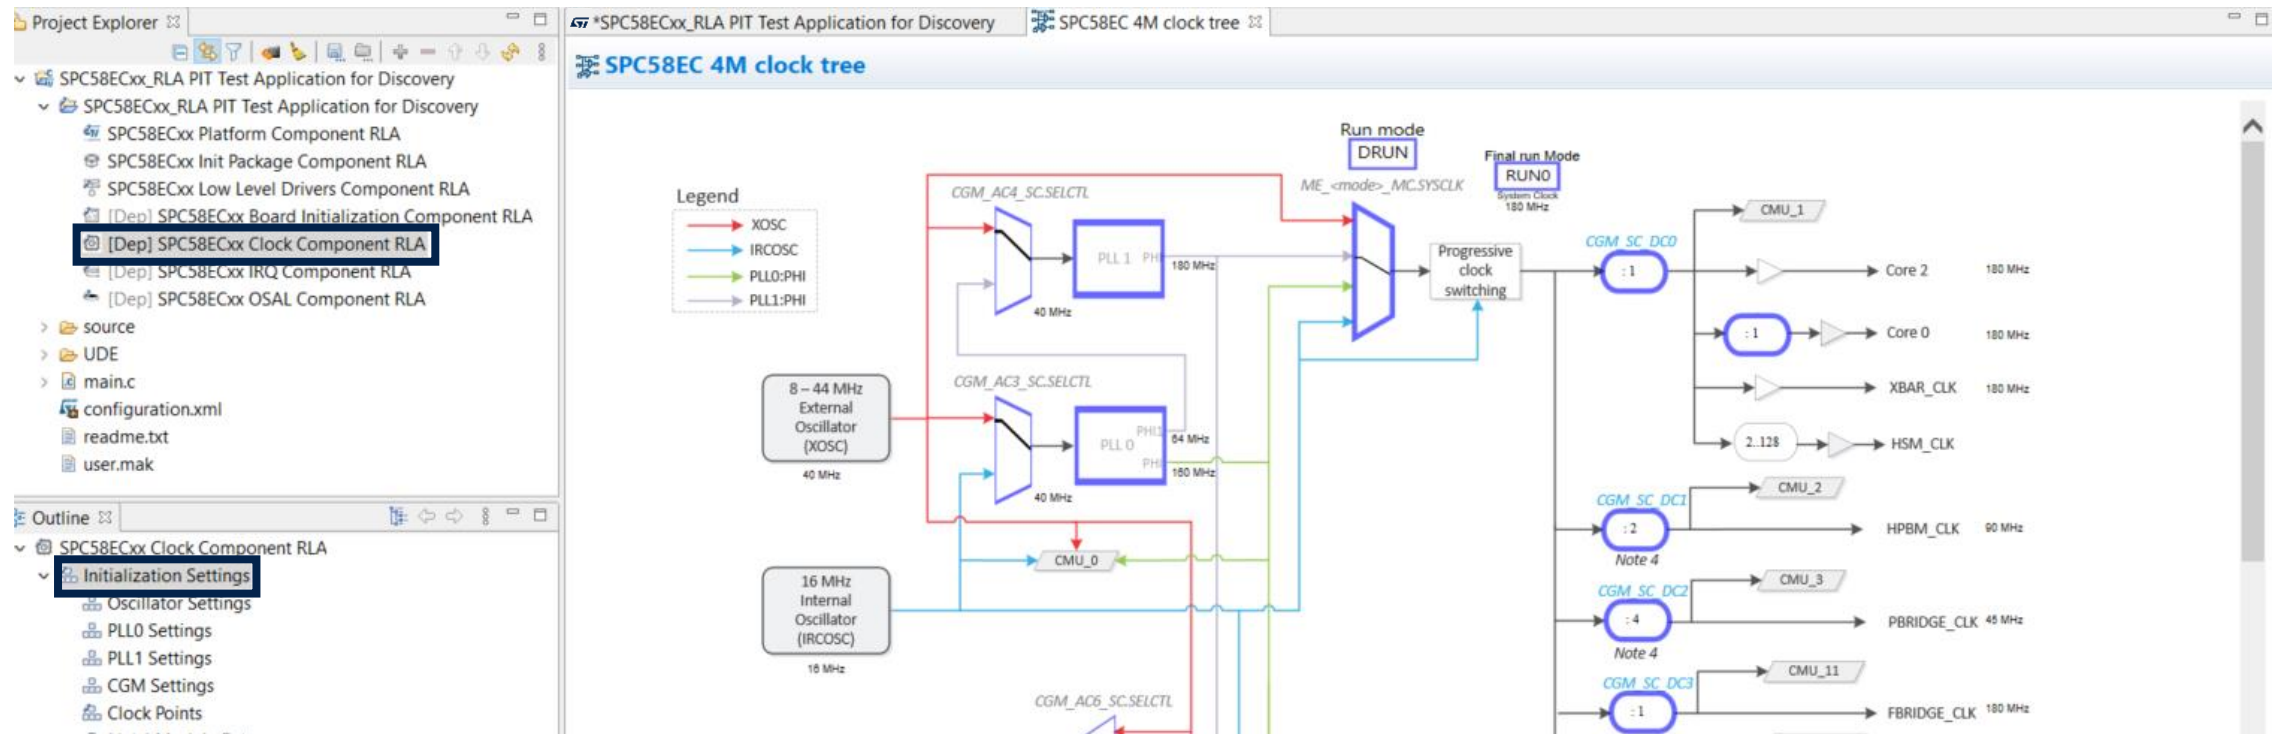 Project Explorer
SPC58ECxx_RLA PIT Test Application for Discovery
SPC58ECxx_RLA PIT Test Application for Discovery
SPC58ECxx Platform Component RLA
SPC58ECxx Init Package Component RLA
SPC58ECxx Low Level Drivers Component RLA
[Dep] SPC58ECxx Board Initialization Component RLA
[Dep] SPC58ECxx Clock Component RLA
[Dep] SPC58ECxx IRQ Component RLA
[Dep] SPC58ECxx OSAL Component RLA
source
UDE
main.c
configuration.xml
readme.txt
user.mak
Outline
SPC58ECxx Clock Component RLA
Initialization Settings
Oscillator Settings
PLL0 Settings
PLL1 Settings
CGM Settings
Clock Points
*SPC58ECxx_RLA PIT Test Application for Discovery
SPC58EC 4M clock tree
SPC58EC 4M clock tree
Legend
XOSC
IRCOSC
PLL0:PHI
PLL1:PHI
8 – 44 MHz
External
Oscillator
(XOSC)
40 MHz
16 MHz
Internal
Oscillator
(IRCOSC)
16 MHz
CGM_AC4_SC.SELCTL
PLL 1 PHI
180 MHz
40 MHz
CGM_AC3_SC.SELCTL
PLL 0
PHI1
64 MHz
PHI
160 MHz
40 MHz
CMU_0
CGM_AC6_SC.SELCTL
Run mode
DRUN
ME_<mode>_MC.SYSCLK
Final run Mode
RUN0
System Clock
180 MHz
Progressive
clock
switching
CGM_SC_DC0
: 1
CMU_1
Core 2 180 MHz
: 1
Core 0 180 MHz
XBAR_CLK 180 MHz
2..128
HSM_CLK
CGM_SC_DC1
: 2
Note 4
CMU_2
HPBM_CLK 90 MHz
CGM_SC_DC2
: 4
Note 4
CMU_3
PBRIDGE_CLK 45 MHz
CGM_SC_DC3
: 1
CMU_11
FBRIDGE_CLK 180 MHz